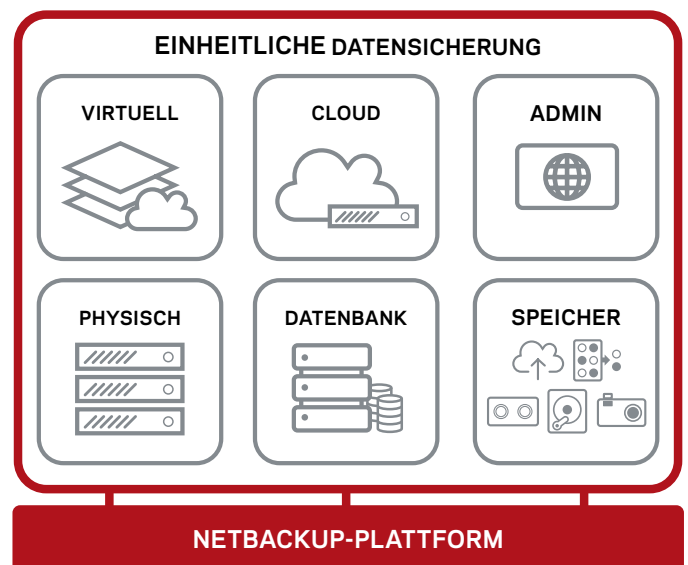 EINHEITLICHE DATENSICHERUNG
VIRTUELL
CLOUD
ADMIN
PHYSISCH
DATENBANK
SPEICHER
NETBACKUP-PLATTFORM